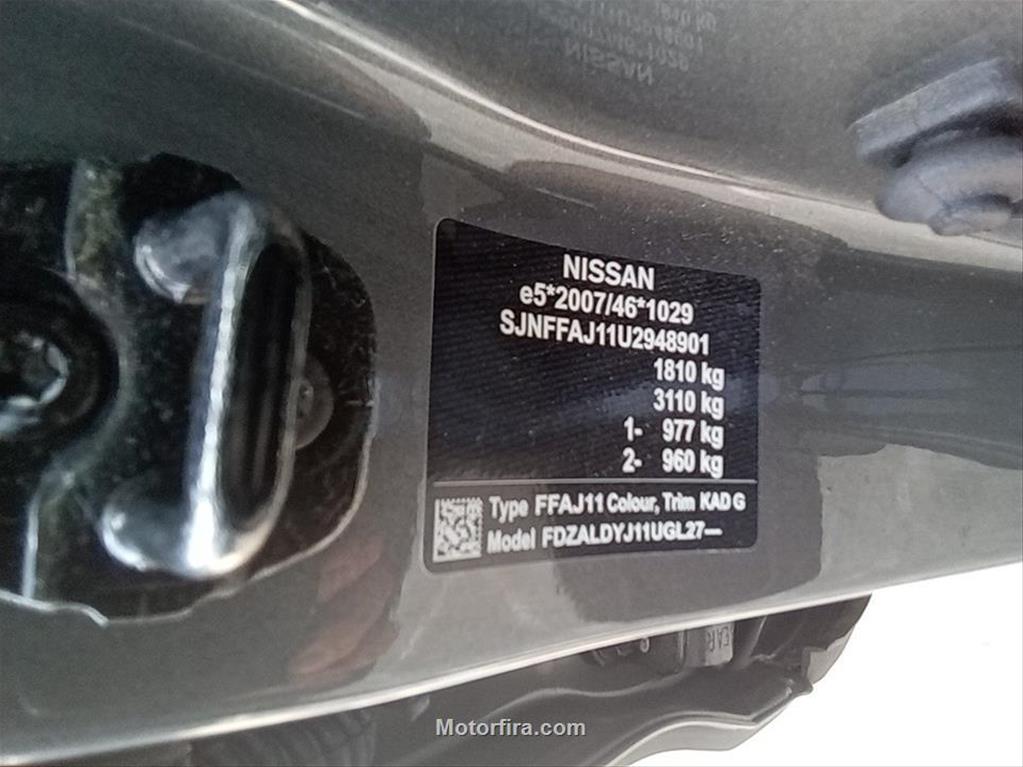 NISSAN
e5*2007/46*1029
SJNFFAJ11U2948901
1810 kg
3110 kg
1- 977 kg
2- 960 kg
Type FFAJ11 Colour, Trim KAD G
Model FDZALDYJ11UGL27—
Motorfira.com